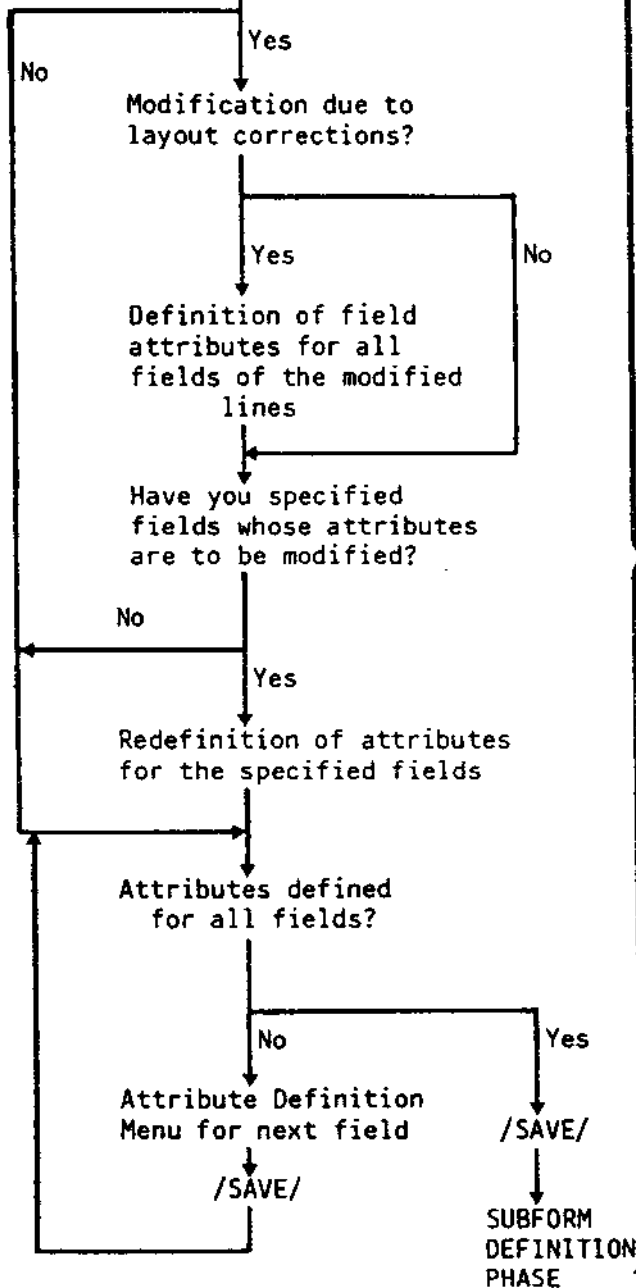 Yes
No
Modification due to
layout corrections?
Yes
No
Definition of field
attributes for all
fields of the modified
lines
Have you specified
fields whose attributes
are to be modified?
No
Yes
Redefinition of attributes
for the specified fields
Attributes defined
for all fields?
No
Yes
Attribute Definition
Menu for next field
/SAVE/
/SAVE/
SUBFORM
DEFINITION
PHASE